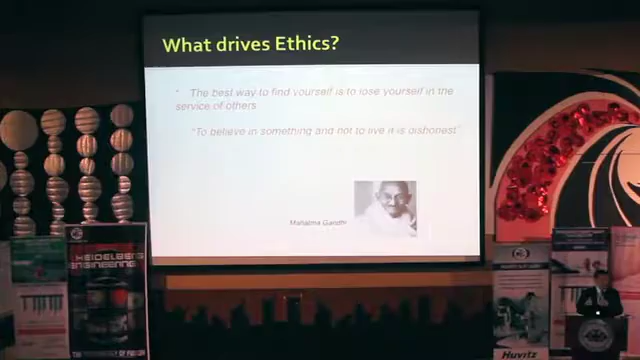 What drives Ethics?
" The best way to find yourself is to lose yourself in the
service of others
"To believe in something and not to live it is dishonest"
Mahatma Gandhi
HEIDELBERG
ENGINEERING
Huvitz